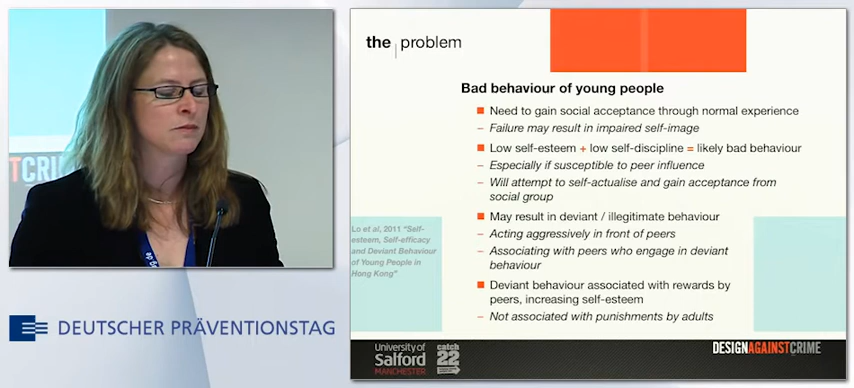 TCRIME
DEUTSCHER PRÄVENTIONSTAG
the problem
Bad behaviour of young people
Need to gain social acceptance through normal experience
– Failure may result in impaired self-image
Low self-esteem + low self-discipline = likely bad behaviour
– Especially if susceptible to peer influence
– Will attempt to self-actualise and gain acceptance from
social group
May result in deviant / illegitimate behaviour
– Acting aggressively in front of peers
– Associating with peers who engage in deviant
behaviour
Deviant behaviour associated with rewards by
peers, increasing self-esteem
– Not associated with punishments by adults
Lo et al, 2011 "Self-
esteem, Self-efficacy
and Deviant Behaviour
of Young People in
Hong Kong"
University of
Salford
MANCHESTER
catch
22
DESIGNAGAINSTCRIME